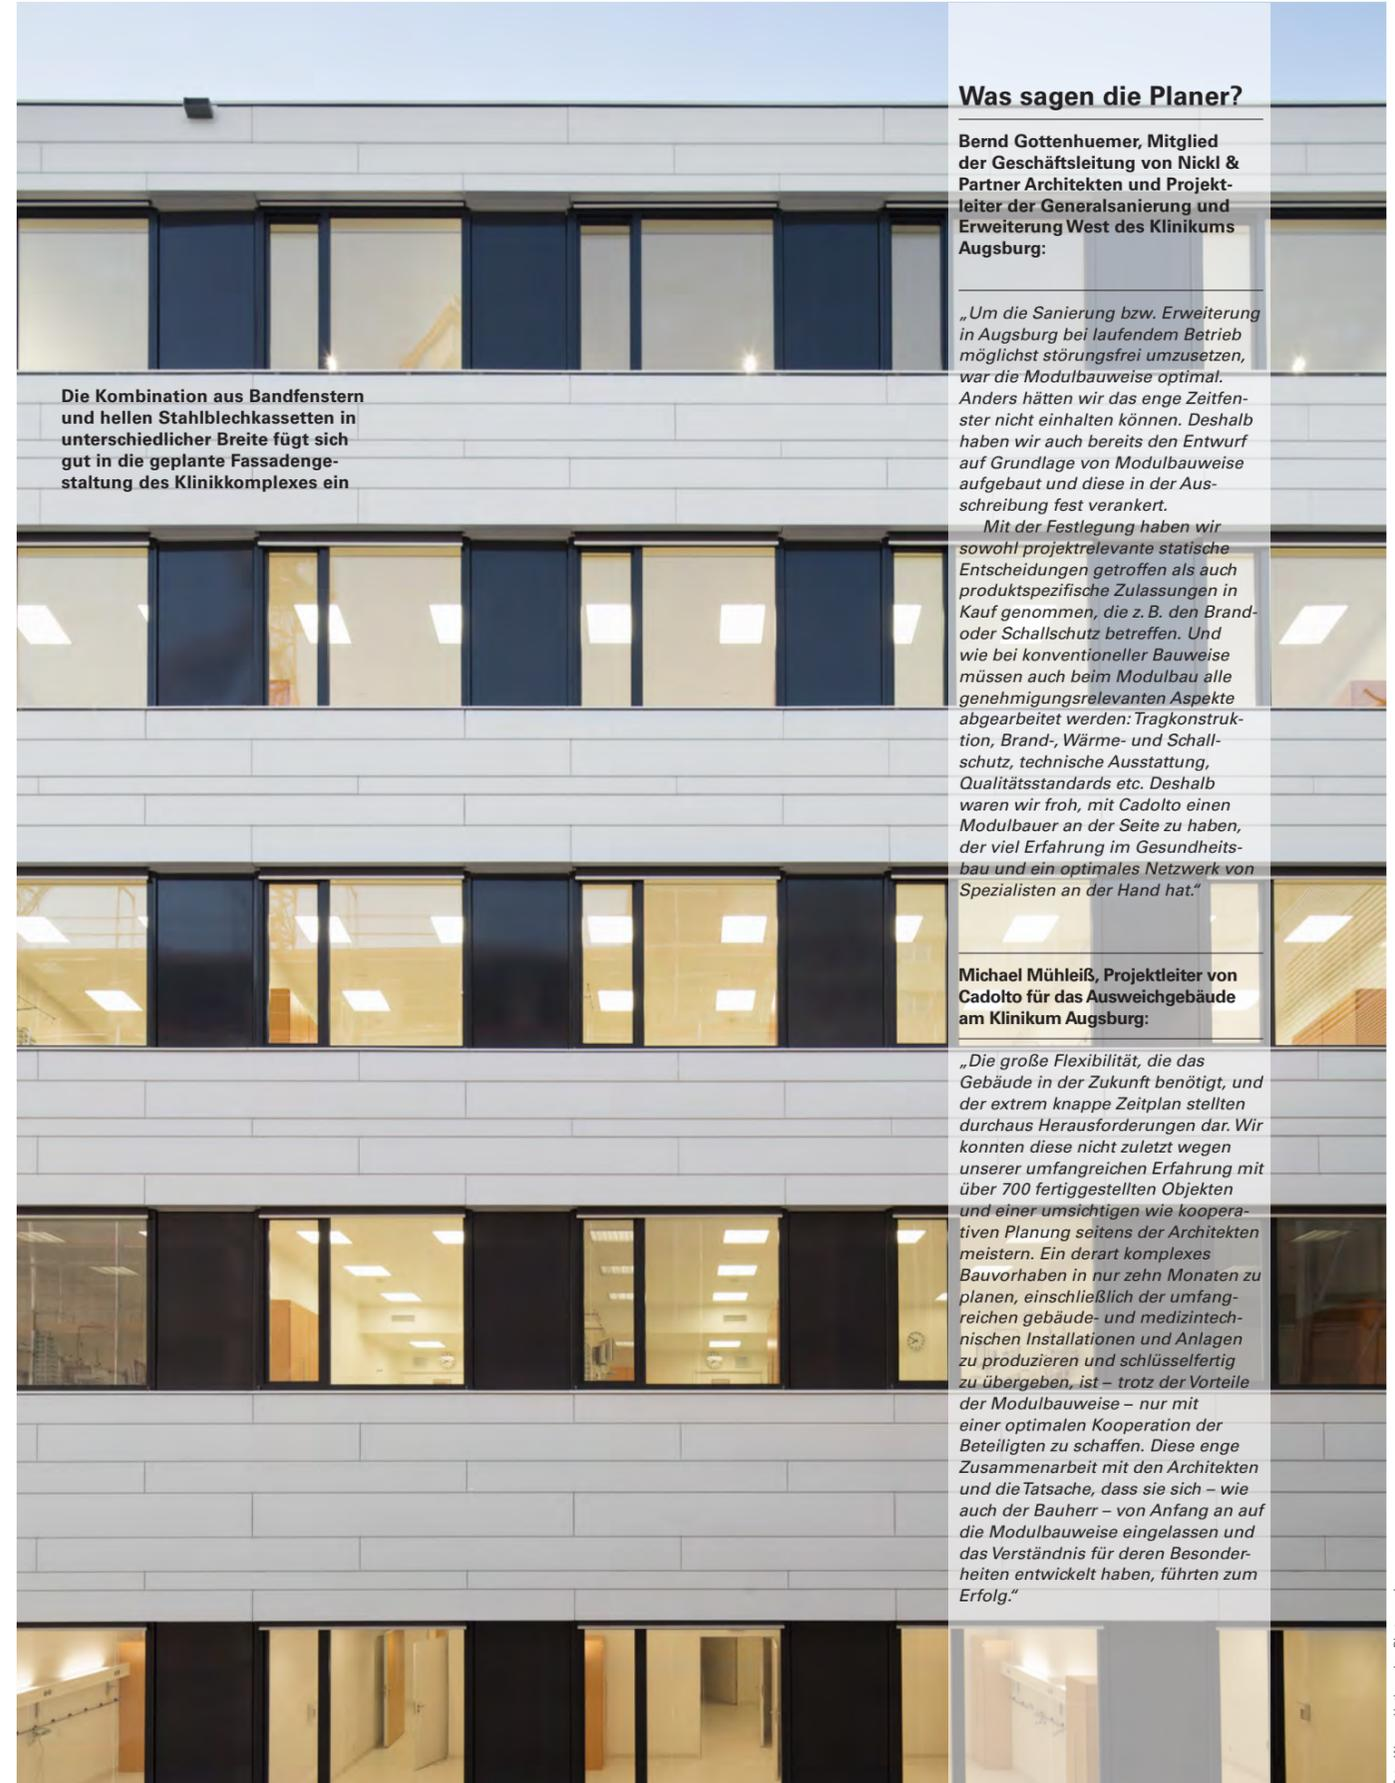 Die Kombination aus Bandfenstern
und hellen Stahlblechkassetten in
unterschiedlicher Breite fügt sich
gut in die geplante Fassadenge-
staltung des Klinikkomplexes ein
Was sagen die Planer?
Bernd Gottenhuemer, Mitglied
der Geschäftsleitung von Nickl &
Partner Architekten und Projekt-
leiter der Generalsanierung und
Erweiterung West des Klinikums
Augsburg:
„Um die Sanierung bzw. Erweiterung
in Augsburg bei laufendem Betrieb
möglichst störungsfrei umzusetzen,
war die Modulbauweise optimal.
Anders hätten wir das enge Zeitfen-
ster nicht einhalten können. Deshalb
haben wir auch bereits den Entwurf
auf Grundlage von Modulbauweise
aufgebaut und diese in der Aus-
schreibung fest verankert.
Mit der Festlegung haben wir
sowohl projektrelevante statische
Entscheidungen getroffen als auch
produktspezifische Zulassungen in
Kauf genommen, die z. B. den Brand-
oder Schallschutz betreffen. Und
wie bei konventioneller Bauweise
müssen auch beim Modulbau alle
genehmigungsrelevanten Aspekte
abgearbeitet werden: Tragkonstruk-
tion, Brand-, Wärme- und Schall-
schutz, technische Ausstattung,
Qualitätsstandards etc. Deshalb
waren wir froh, mit Cadolto einen
Modulbauer an der Seite zu haben,
der viel Erfahrung im Gesundheits-
bau und ein optimales Netzwerk von
Spezialisten an der Hand hat.“
Michael Mühleiß, Projektleiter von
Cadolto für das Ausweichgebäude
am Klinikum Augsburg:
„Die große Flexibilität, die das
Gebäude in der Zukunft benötigt, und
der extrem knappe Zeitplan stellten
durchaus Herausforderungen dar. Wir
konnten diese nicht zuletzt wegen
unserer umfangreichen Erfahrung mit
über 700 fertiggestellten Objekten
und einer umsichtigen wie koopera-
tiven Planung seitens der Architekten
meistern. Ein derart komplexes
Bauvorhaben in nur zehn Monaten zu
planen, einschließlich der umfang-
reichen gebäude- und medizintech-
nischen Installationen und Anlagen
zu produzieren und schlüsselfertig
zu übergeben, ist – trotz der Vorteile
der Modulbauweise – nur mit
einer optimalen Kooperation der
Beteiligten zu schaffen. Diese enge
Zusammenarbeit mit den Architekten
und die Tatsache, dass sie sich – wie
auch der Bauherr – von Anfang an auf
die Modulbauweise eingelassen und
das Verständnis für deren Besonder-
heiten entwickelt haben, führten zum
Erfolg.“